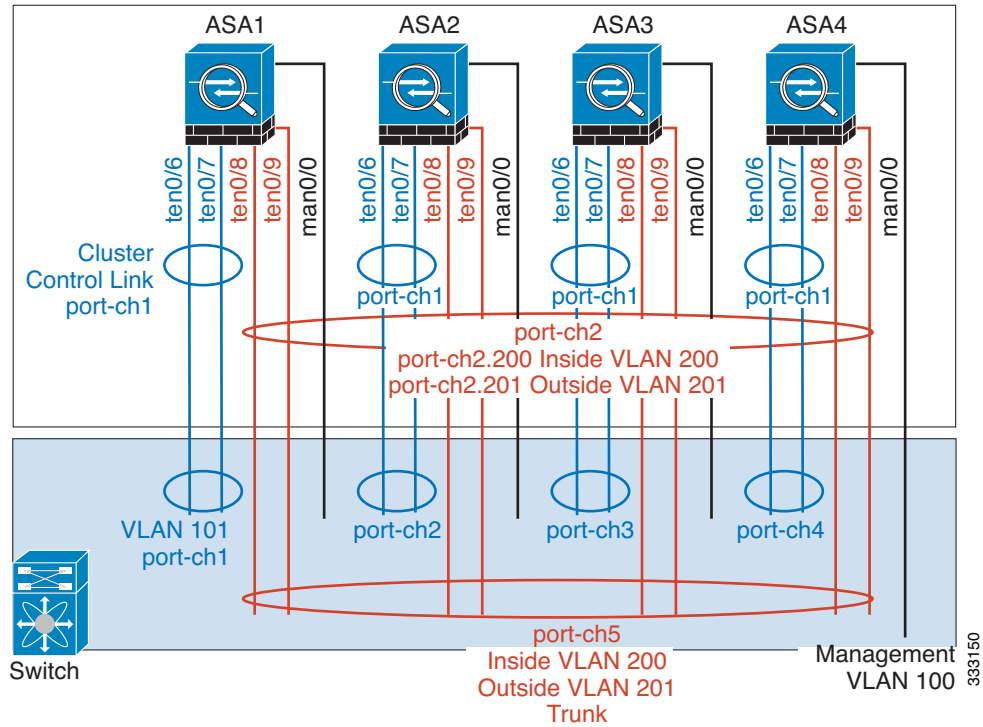 ASA1
ASA2
ASA3
ASA4
ten0/6
ten0/7
ten0/8
ten0/9
man0/0
ten0/6
ten0/7
ten0/8
ten0/9
man0/0
ten0/6
ten0/7
ten0/8
ten0/9
man0/0
ten0/6
ten0/7
ten0/8
ten0/9
man0/0
Cluster
Control Link
port-ch1
port-ch1
port-ch1
port-ch1
port-ch2
port-ch2.200 Inside VLAN 200
port-ch2.201 Outside VLAN 201
VLAN 101
port-ch1
port-ch2
port-ch3
port-ch4
Switch
port-ch5
Inside VLAN 200
Outside VLAN 201
Trunk
Management
VLAN 100
333150